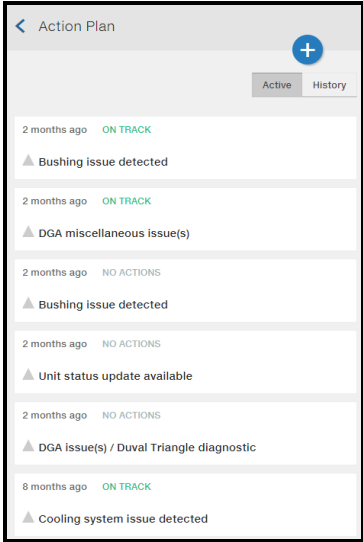 Action Plan
Active History
2 months ago ON TRACK
Bushing issue detected
2 months ago ON TRACK
DGA miscellaneous issue(s)
2 months ago NO ACTIONS
Bushing issue detected
2 months ago NO ACTIONS
Unit status update available
2 months ago NO ACTIONS
DGA issue(s) / Duval Triangle diagnostic
8 months ago ON TRACK
Cooling system issue detected